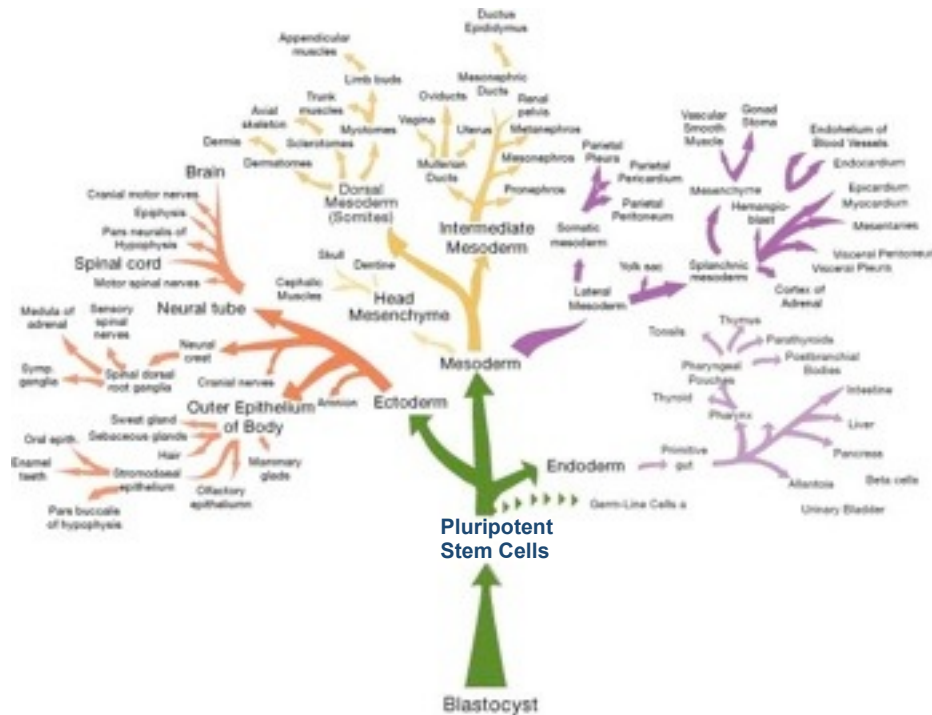 Ductus
Epididymus
Appendicular
muscles
Limb buds
Mesonephric
Ducts
Trunk
muscles
Oviducts
Renal
pelvis
Axial
skeleton
Myotomes
Vagina
Uterus
Metanephros
Dermis
Sclerotomes
Dermatomes
Mullerian
Ducts
Mesonephros
Pronephros
Dorsal
Mesoderm
(Somites)
Intermediate
Mesoderm
Parietal
Pleura
Parietal
Pericardium
Parietal
Peritoneum
Somatic
mesoderm
Vascular
Smooth
Muscle
Gonad
Stoma
Endohelium of
Blood Vessels
Endocardium
Mesenchyme
Hemangio-
blast
Epicardium
Myocardium
Mesentaries
Visceral Peritoneum
Visceral Pleura
Splanchnic
mesoderm
Cortex of
Adrenal
Yolk sac
Lateral
Mesoderm
Brain
Cranial motor nerves
Epiphysis
Pars neuralis of
Hypophysis
Spinal cord
Motor spinal nerves
Neural tube
Skull
Dentine
Cephalic
Muscles
Head
Mesenchyme
Mesoderm
Medula of
adrenal
Sensory
spinal
nerves
Neural
crest
Symp.
ganglia
Spinal dorsal
root ganglia
Cranial nerves
Amnion
Ectoderm
Outer Epithelium
of Body
Sweat gland
Sebaceous glands
Hair
Oral epith.
Enamel
teeth
Stromodaeal
epithelium
Olfactory
epitheliumn
Mammary
glads
Pars buccale
of hypophysis
Tonsils
Thymus
Parathyroids
Postbranchial
Bodies
Pharyngeal
Pouches
Thyroid
Pharynx
Intestine
Liver
Pancreas
Beta cells
Allantois
Urinary Bladder
Primitive
gut
Endoderm
Germ-Line Cells
Pluripotent
Stem Cells
Blastocyst